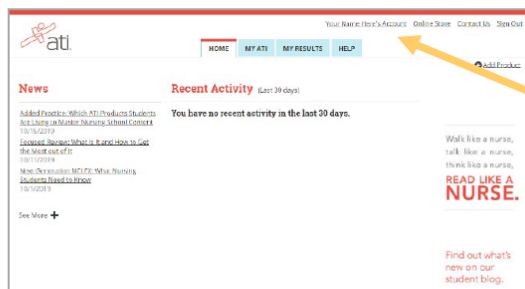 Your Name Here's Account Online Store Contact Us Sign Out
ati.
HOME MY ATI MY RESULTS HELP
Add Product
News
Recent Activity (Last 30 days)
You have no recent activity in the last 30 days.
Added Practice: Which ATI Products Students
Are Using to Master Nursing School Content
10/15/2019
Focused Review: What is It and How to Get
the Most out of It
10/11/2019
Next Generation NCLEX: What Nursing
Students Need to Know
10/1/2019
See More
Walk like a nurse,
talk like a nurse,
think like a nurse,
READ LIKE A
NURSE.
Find out what's
new on our
student blog.